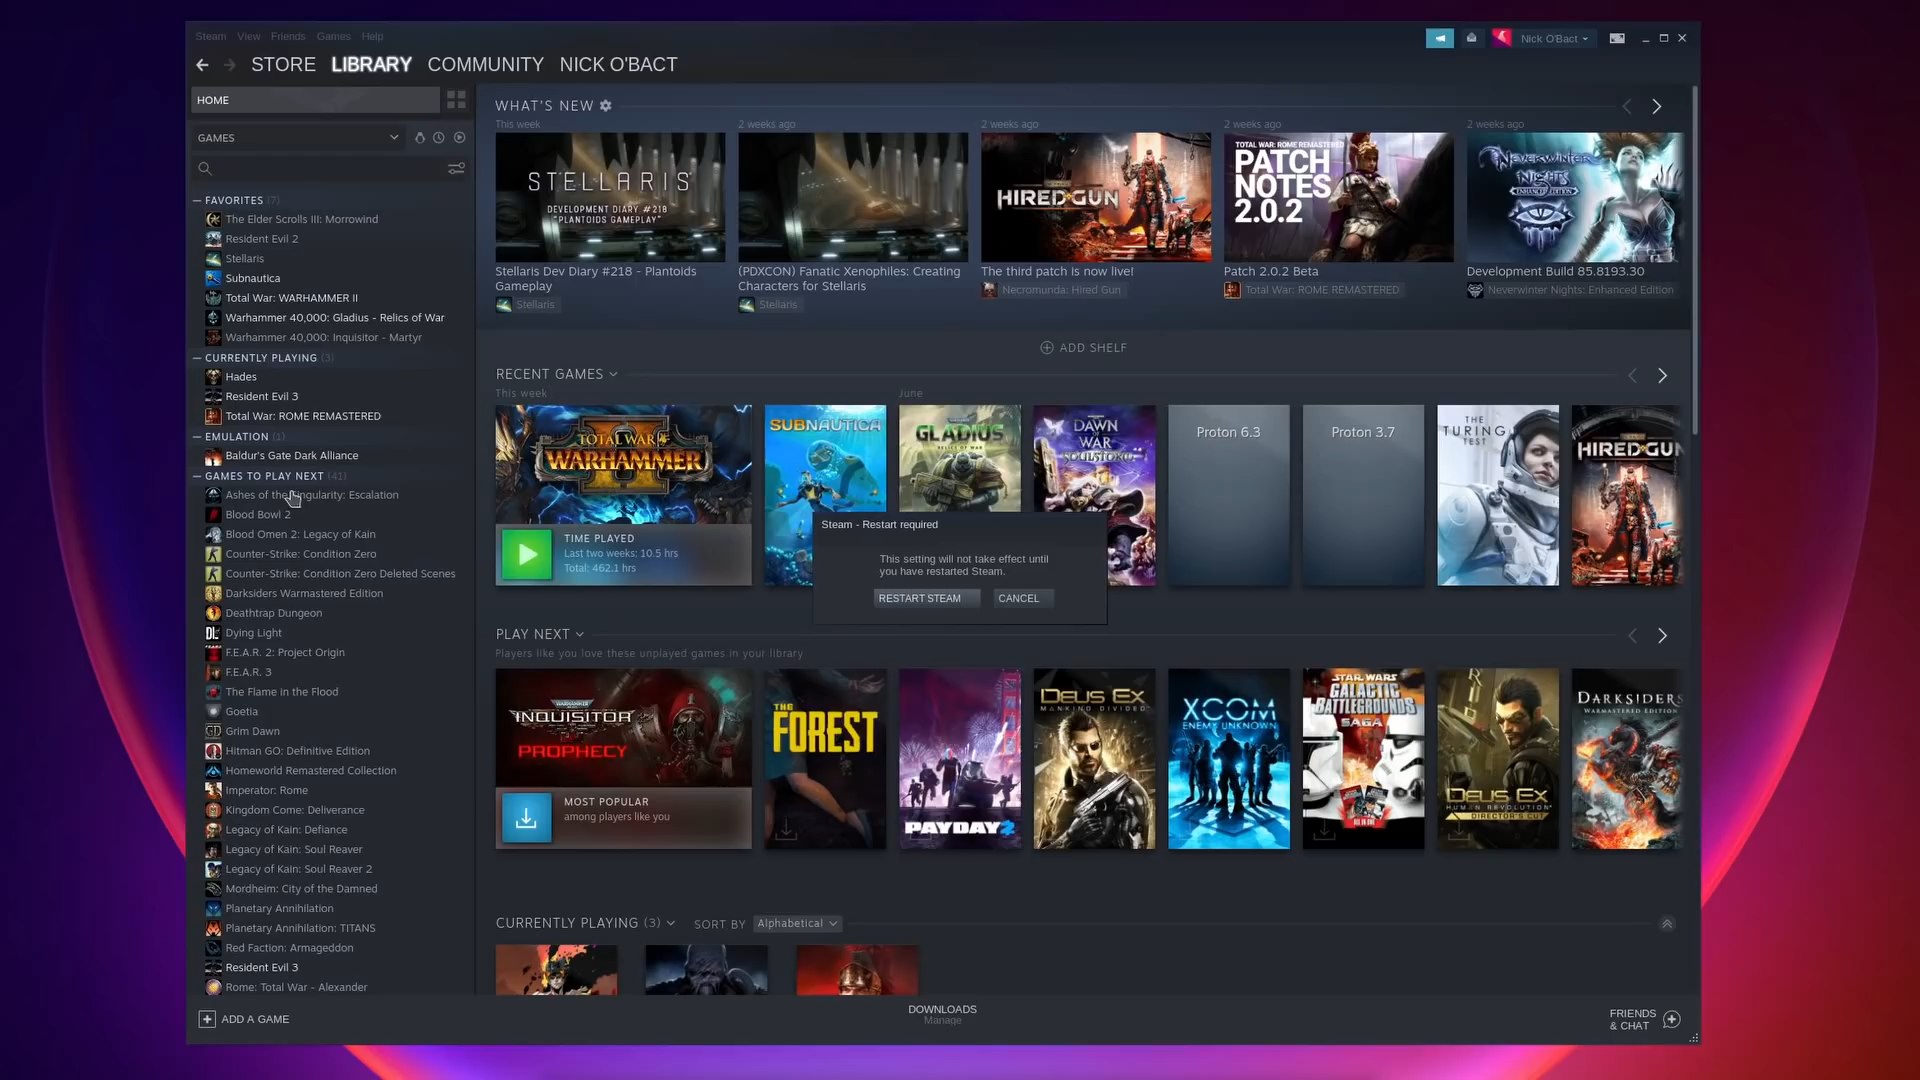 Steam View Friends Games Help
Nick O'Bact
STORE LIBRARY COMMUNITY NICK O'BACT
HOME
GAMES
FAVORITES (7)
The Elder Scrolls III: Morrowind
Resident Evil 2
Stellaris
Subnautica
Total War: WARHAMMER II
Warhammer 40,000: Gladius - Relics of War
Warhammer 40,000: Inquisitor - Martyr
CURRENTLY PLAYING (3)
Hades
Resident Evil 3
Total War: ROME REMASTERED
EMULATION (1)
Baldur's Gate Dark Alliance
GAMES TO PLAY NEXT (41)
Ashes of the Singularity: Escalation
Blood Bowl 2
Blood Omen 2: Legacy of Kain
Counter-Strike: Condition Zero
Counter-Strike: Condition Zero Deleted Scenes
Darksiders Warmastered Edition
Deathtrap Dungeon
Dying Light
F.E.A.R. 2: Project Origin
F.E.A.R. 3
The Flame in the Flood
Goetia
Grim Dawn
Hitman GO: Definitive Edition
Homeworld Remastered Collection
Imperator: Rome
Kingdom Come: Deliverance
Legacy of Kain: Defiance
Legacy of Kain: Soul Reaver
Legacy of Kain: Soul Reaver 2
Mordheim: City of the Damned
Planetary Annihilation
Planetary Annihilation: TITANS
Red Faction: Armageddon
Resident Evil 3
Rome: Total War - Alexander
ADD A GAME
WHAT'S NEW
This week
STELLARIS
DEVELOPMENT DIARY #218
"PLANTOIDS GAMEPLAY"
Stellaris Dev Diary #218 - Plantoids
Gameplay
Stellaris
2 weeks ago
(PDXCON) Fanatic Xenophiles: Creating
Characters for Stellaris
Stellaris
2 weeks ago
HIRED GUN
The third patch is now live!
Necromunda: Hired Gun
2 weeks ago
TOTAL WAR: ROME REMASTERED
PATCH
NOTES
2.0.2
Patch 2.0.2 Beta
Total War: ROME REMASTERED
2 weeks ago
NEVERWINTER
NIGHTS
ENHANCED EDITION
Development Build 85.8193.30
Neverwinter Nights: Enhanced Edition
ADD SHELF
RECENT GAMES
This week
June
TOTAL WAR
WARHAMMER
II
TIME PLAYED
Last two weeks: 10.5 hrs
Total: 462.1 hrs
SUBNAUTICA
GLADIUS
RELICS OF WAR
DAWN
OF
WAR
SOULSTORM
Proton 6.3
Proton 3.7
THE
TURING
TEST
HIRED GUN
Steam - Restart required
This setting will not take effect until
you have restarted Steam.
RESTART STEAM CANCEL
PLAY NEXT
Players like you love these unplayed games in your library
WARHAMMER
INQUISITOR
PROPHECY
MOST POPULAR
among players like you
THE
FOREST
PAYDAY 2
DEUS EX
MANKIND DIVIDED
XCOM
ENEMY UNKNOWN
STAR WARS
GALACTIC
BATTLEGROUNDS
SAGA
DEUS EX
HUMAN REVOLUTION
DIRECTOR'S CUT
DARKSIDERS
WARMASTERED EDITION
CURRENTLY PLAYING (3)
SORT BY Alphabetical
DOWNLOADS
Manage
FRIENDS
& CHAT